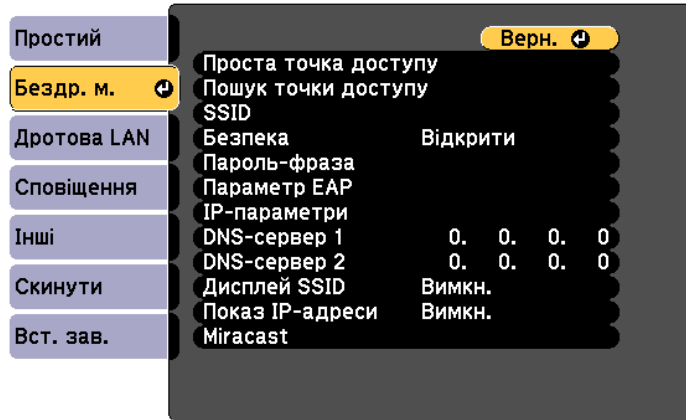 Простий
Бездр. м.
Дротова LAN
Сповіщення
Інші
Скинути
Вст. зав.
Верн.
Проста точка доступу
Пошук точки доступу
SSID
Безпека Відкрити
Пароль-фраза
Параметр EAP
IP-параметри
DNS-сервер 1 0. 0. 0. 0
DNS-сервер 2 0. 0. 0. 0
Дисплей SSID Вимкн.
Показ IP-адреси Вимкн.
Miracast